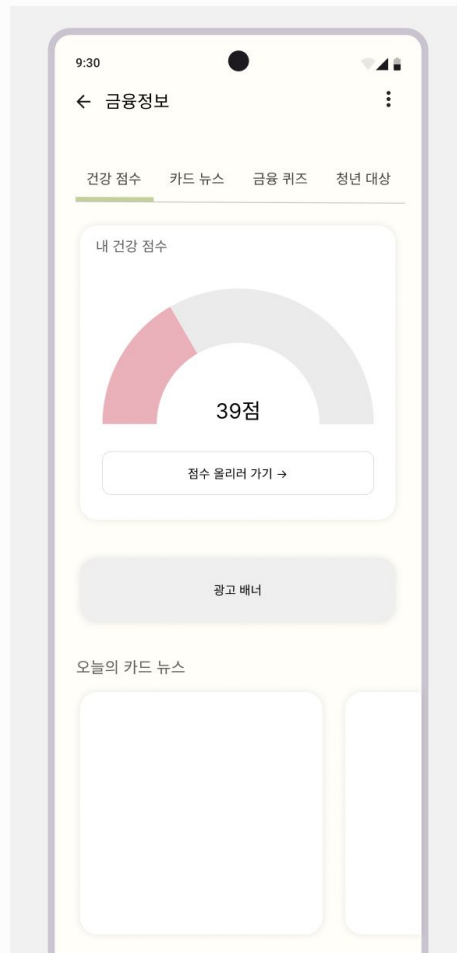 9:30
금융정보
건강 점수 카드 뉴스 금융 퀴즈 청년 대상
내 건강 점수
39점
점수 올리러 가기 →
광고 배너
오늘의 카드 뉴스